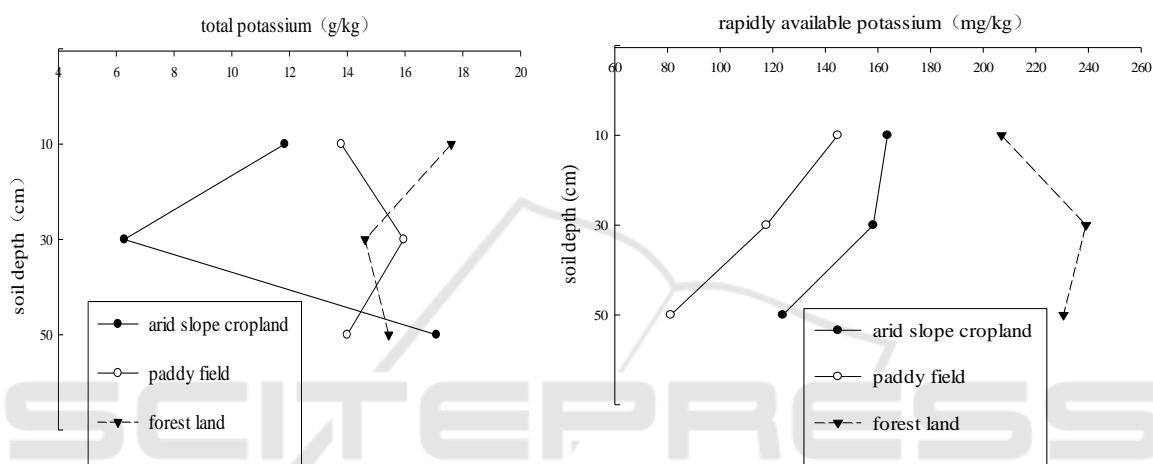 total potassium（g/kg）
4 6 8 10 12 14 16 18 20
soil depth（cm）
10
30
50
arid slope cropland
paddy field
forest land
rapidly available potassium（mg/kg）
60 80 100 120 140 160 180 200 220 240 260
soil depth (cm)
10
30
50
arid slope cropland
paddy field
forest land
SCITEPRESS